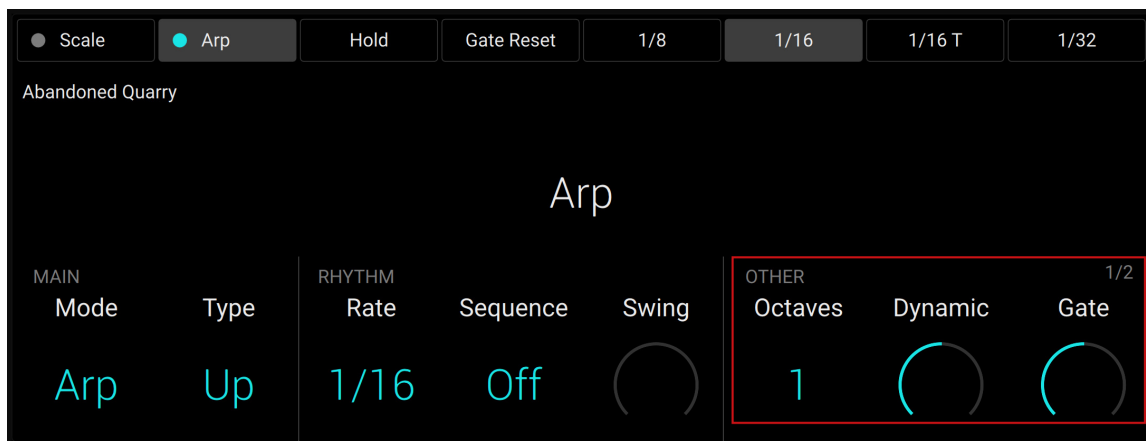 Scale Arp Hold Gate Reset 1/8 1/16 1/16 T 1/32
Abandoned Quarry
Arp
MAIN RHYTHM OTHER 1/2
Mode Type Rate Sequence Swing Octaves Dynamic Gate
Arp Up 1/16 Off 1